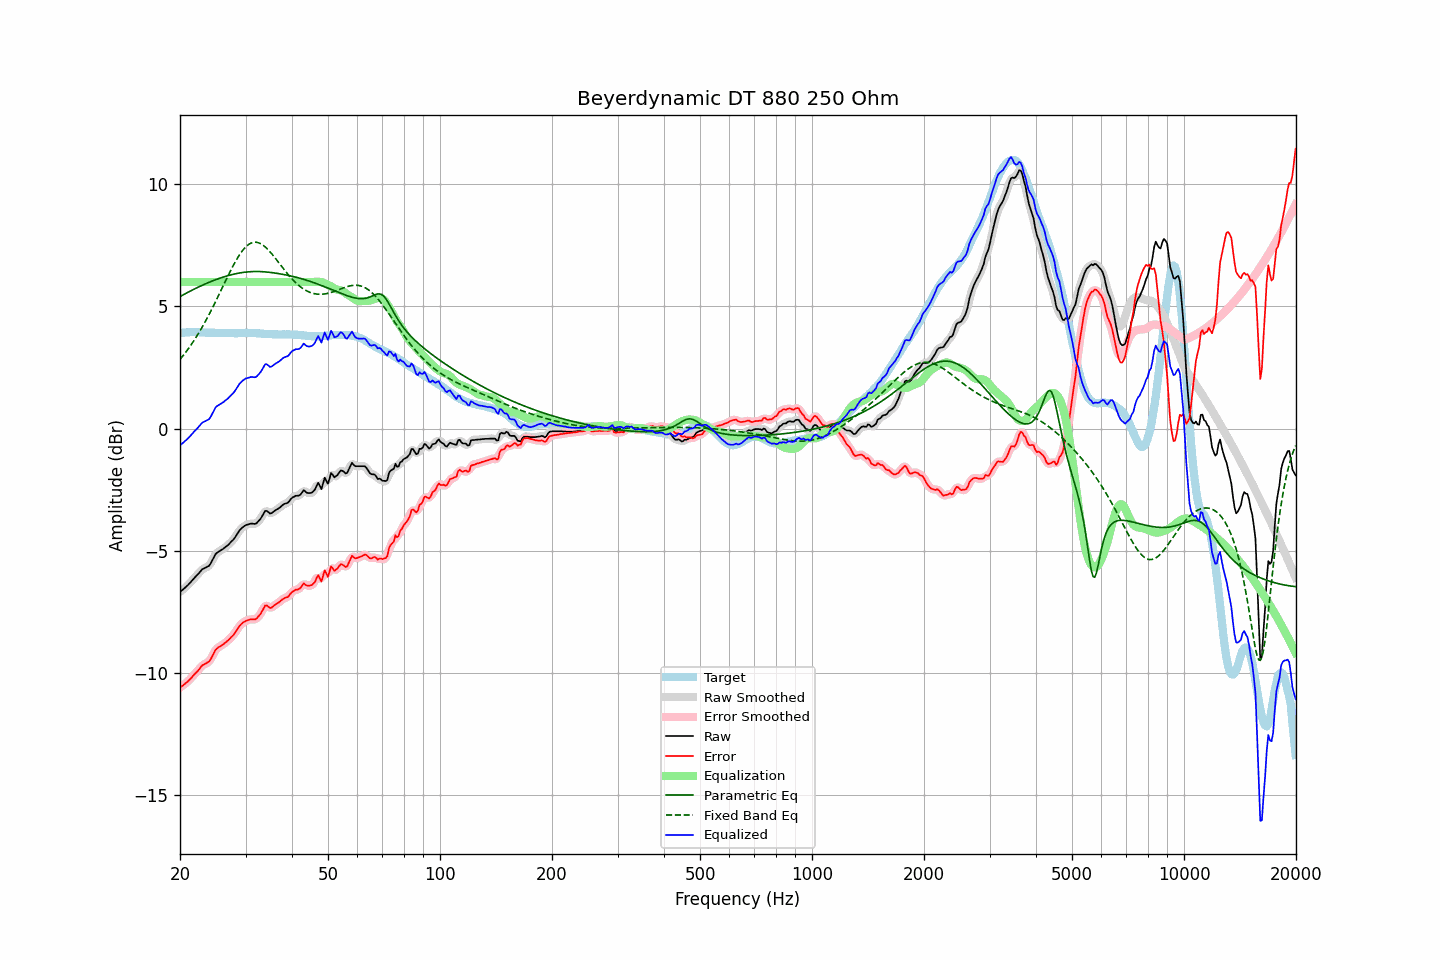 Beyerdynamic DT 880 250 Ohm
Amplitude (dBr)
10
5
0
−5
−10
−15
Target
Raw Smoothed
Error Smoothed
Raw
Error
Equalization
Parametric Eq
Fixed Band Eq
Equalized
20 50 100 200 500 1000 2000 5000 10000 20000
Frequency (Hz)